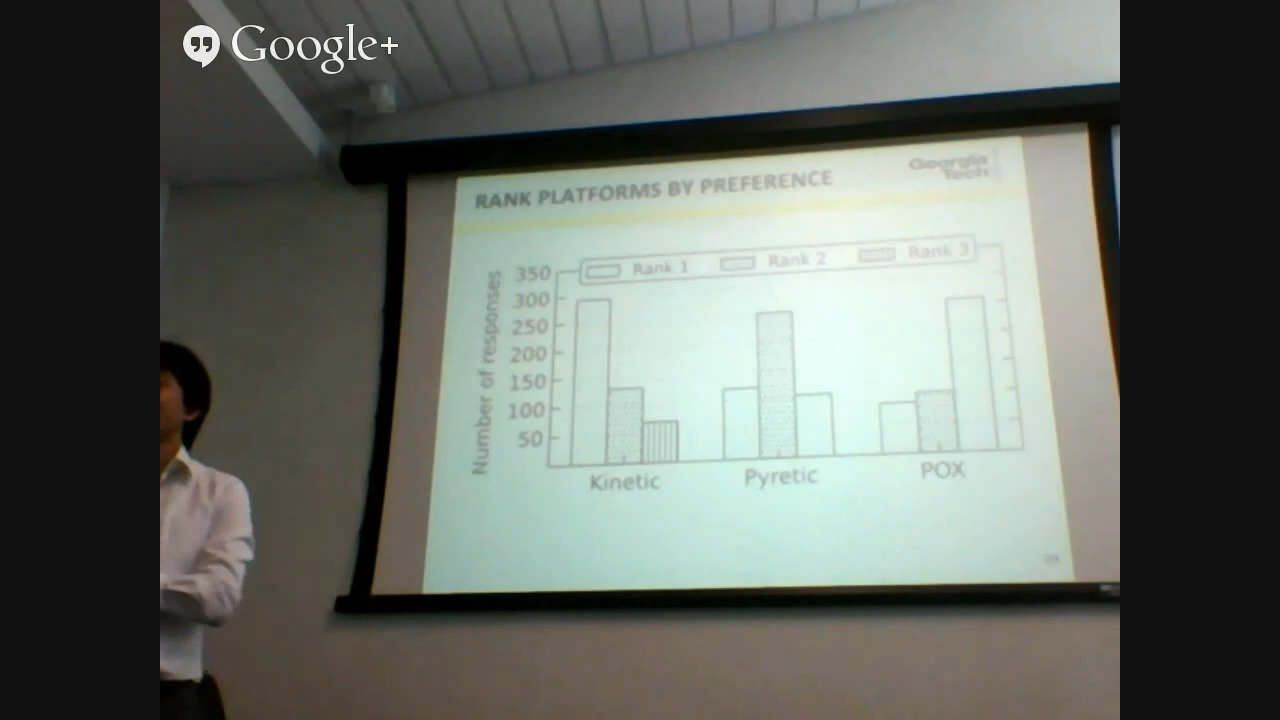 Google+
Georgia
Tech
RANK PLATFORMS BY PREFERENCE
Rank 1 Rank 2 Rank 3
Number of responses
350
300
250
200
150
100
50
Kinetic Pyretic POX